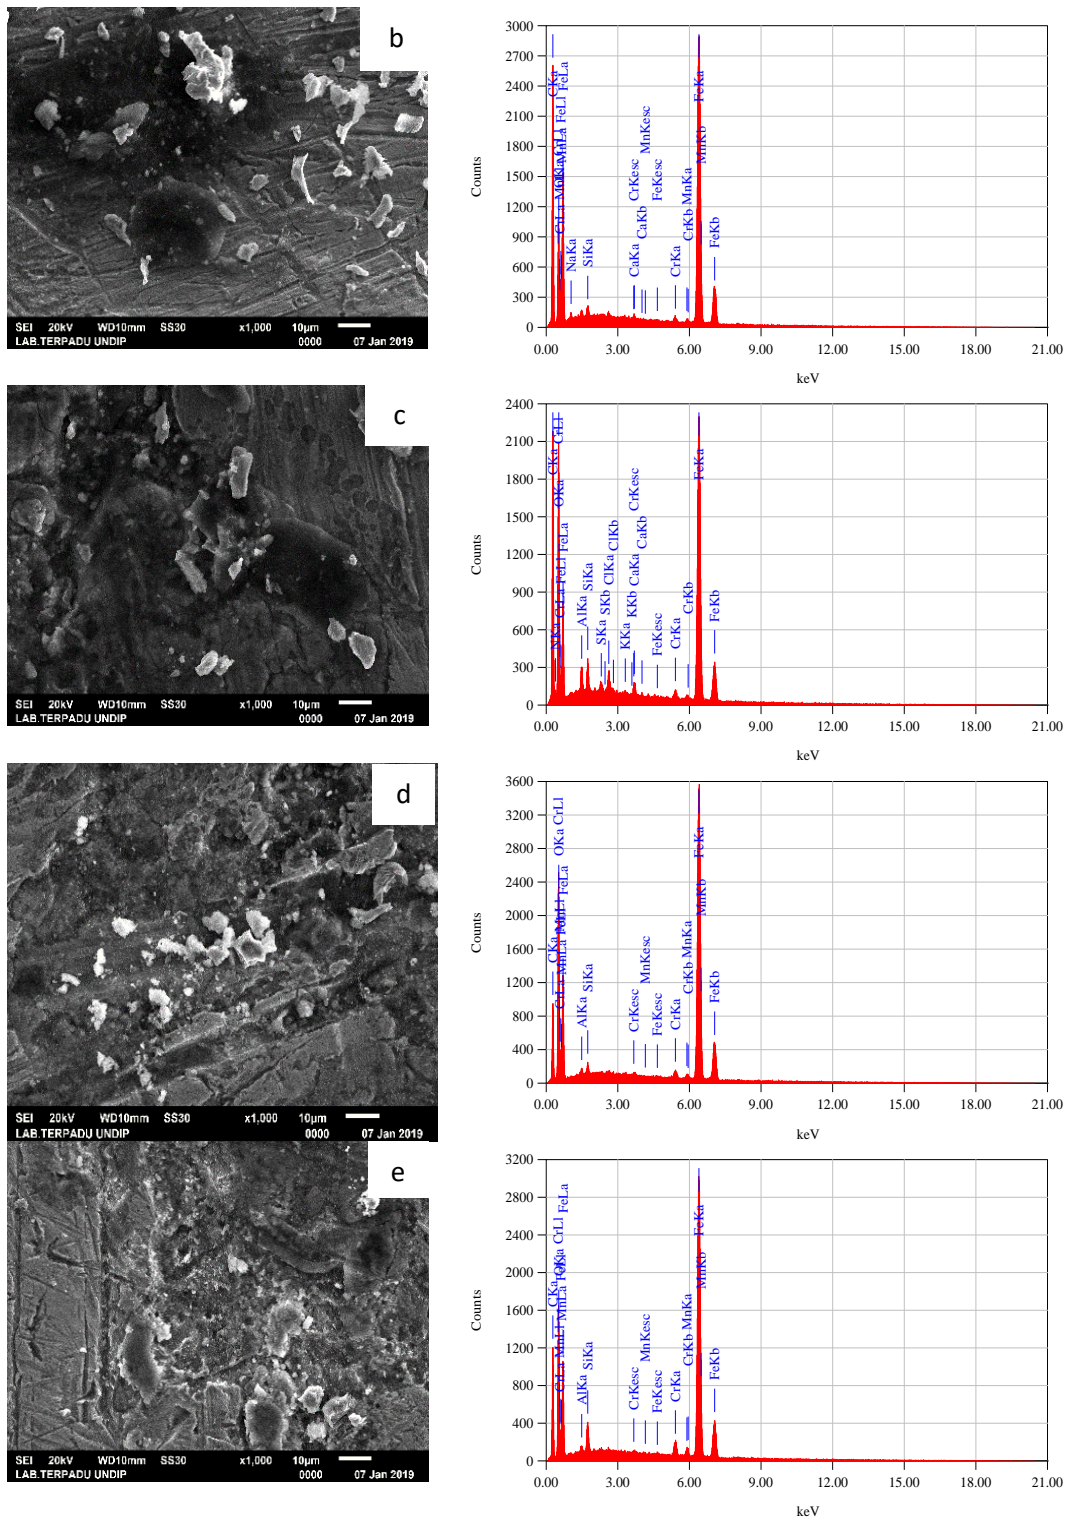 b
SEI 20kV WD10mm SS30 x1,000 10µm
LAB.TERPADU UNDIP 0000 07 Jan 2019
3000
2700
2400
2100
1800
1500
1200
900
600
300
0
Counts
CKa
FeLl FeLa
NaKa
SiKa
CaKa CrKesc
CaKb MnKesc
FeKesc
CrKa
CrKb MnKa
FeKa
MnKb
FeKb
0.00 3.00 6.00 9.00 12.00 15.00 18.00 21.00
keV
c
SEI 20kV WD10mm SS30 x1,000 10µm
LAB.TERPADU UNDIP 0000 07 Jan 2019
2400
2100
1800
1500
1200
900
600
300
0
Counts
CKa CrLl
OKa
NKa
CrLa FeLl FeLa
AlKa
SiKa
SKa
SKb ClKa
ClKb
KKa
KKb CaKa CrKesc
CaKb
FeKesc
CrKa
CrKb
FeKa
FeKb
0.00 3.00 6.00 9.00 12.00 15.00 18.00 21.00
keV
d
SEI 20kV WD10mm SS30 x1,000 10µm
LAB.TERPADU UNDIP 0000 07 Jan 2019
3600
3200
2800
2400
2000
1600
1200
800
400
0
Counts
CKa
OKa CrLl
CrLa MnLa
FeLa
AlKa
SiKa
CrKesc
MnKesc
FeKesc
CrKa
CrKb MnKa
FeKa
MnKb
FeKb
0.00 3.00 6.00 9.00 12.00 15.00 18.00 21.00
keV
e
SEI 20kV WD10mm SS30 x1,000 10µm
LAB.TERPADU UNDIP 0000 07 Jan 2019
3200
2800
2400
2000
1600
1200
800
400
0
Counts
CKa
OKa CrLl
CrLa MnLl
MnLa
FeLa
AlKa
SiKa
CrKesc
MnKesc
FeKesc
CrKa
CrKb MnKa
FeKa
MnKb
FeKb
0.00 3.00 6.00 9.00 12.00 15.00 18.00 21.00
keV